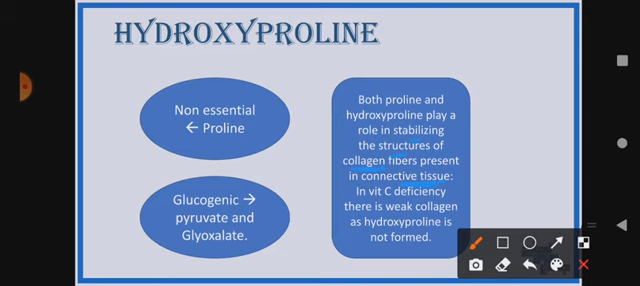 HYDROXYPROLINE
Non essential
← Proline
Glucogenic →
pyruvate and
Glyoxalate.
Both proline and
hydroxyproline play a
role in stabilizing
the structures of
collagen fibers present
in connective tissue:
In vit C deficiency
there is weak collagen
as hydroxyproline is
not formed.